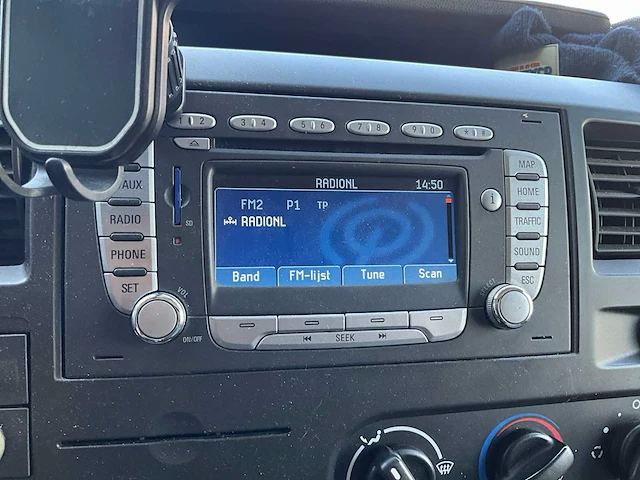 1 2
3 4
5 6
7 8
9 0
* #
AUX
RADIO
PHONE
SET
SD
RADIONL 14:50
FM2 P1 TP
RADIONL
Band FM-lijst Tune Scan
MAP
HOME
TRAFFIC
SOUND
ESC
i
VOL
ON/OFF
SELECT
SEEK